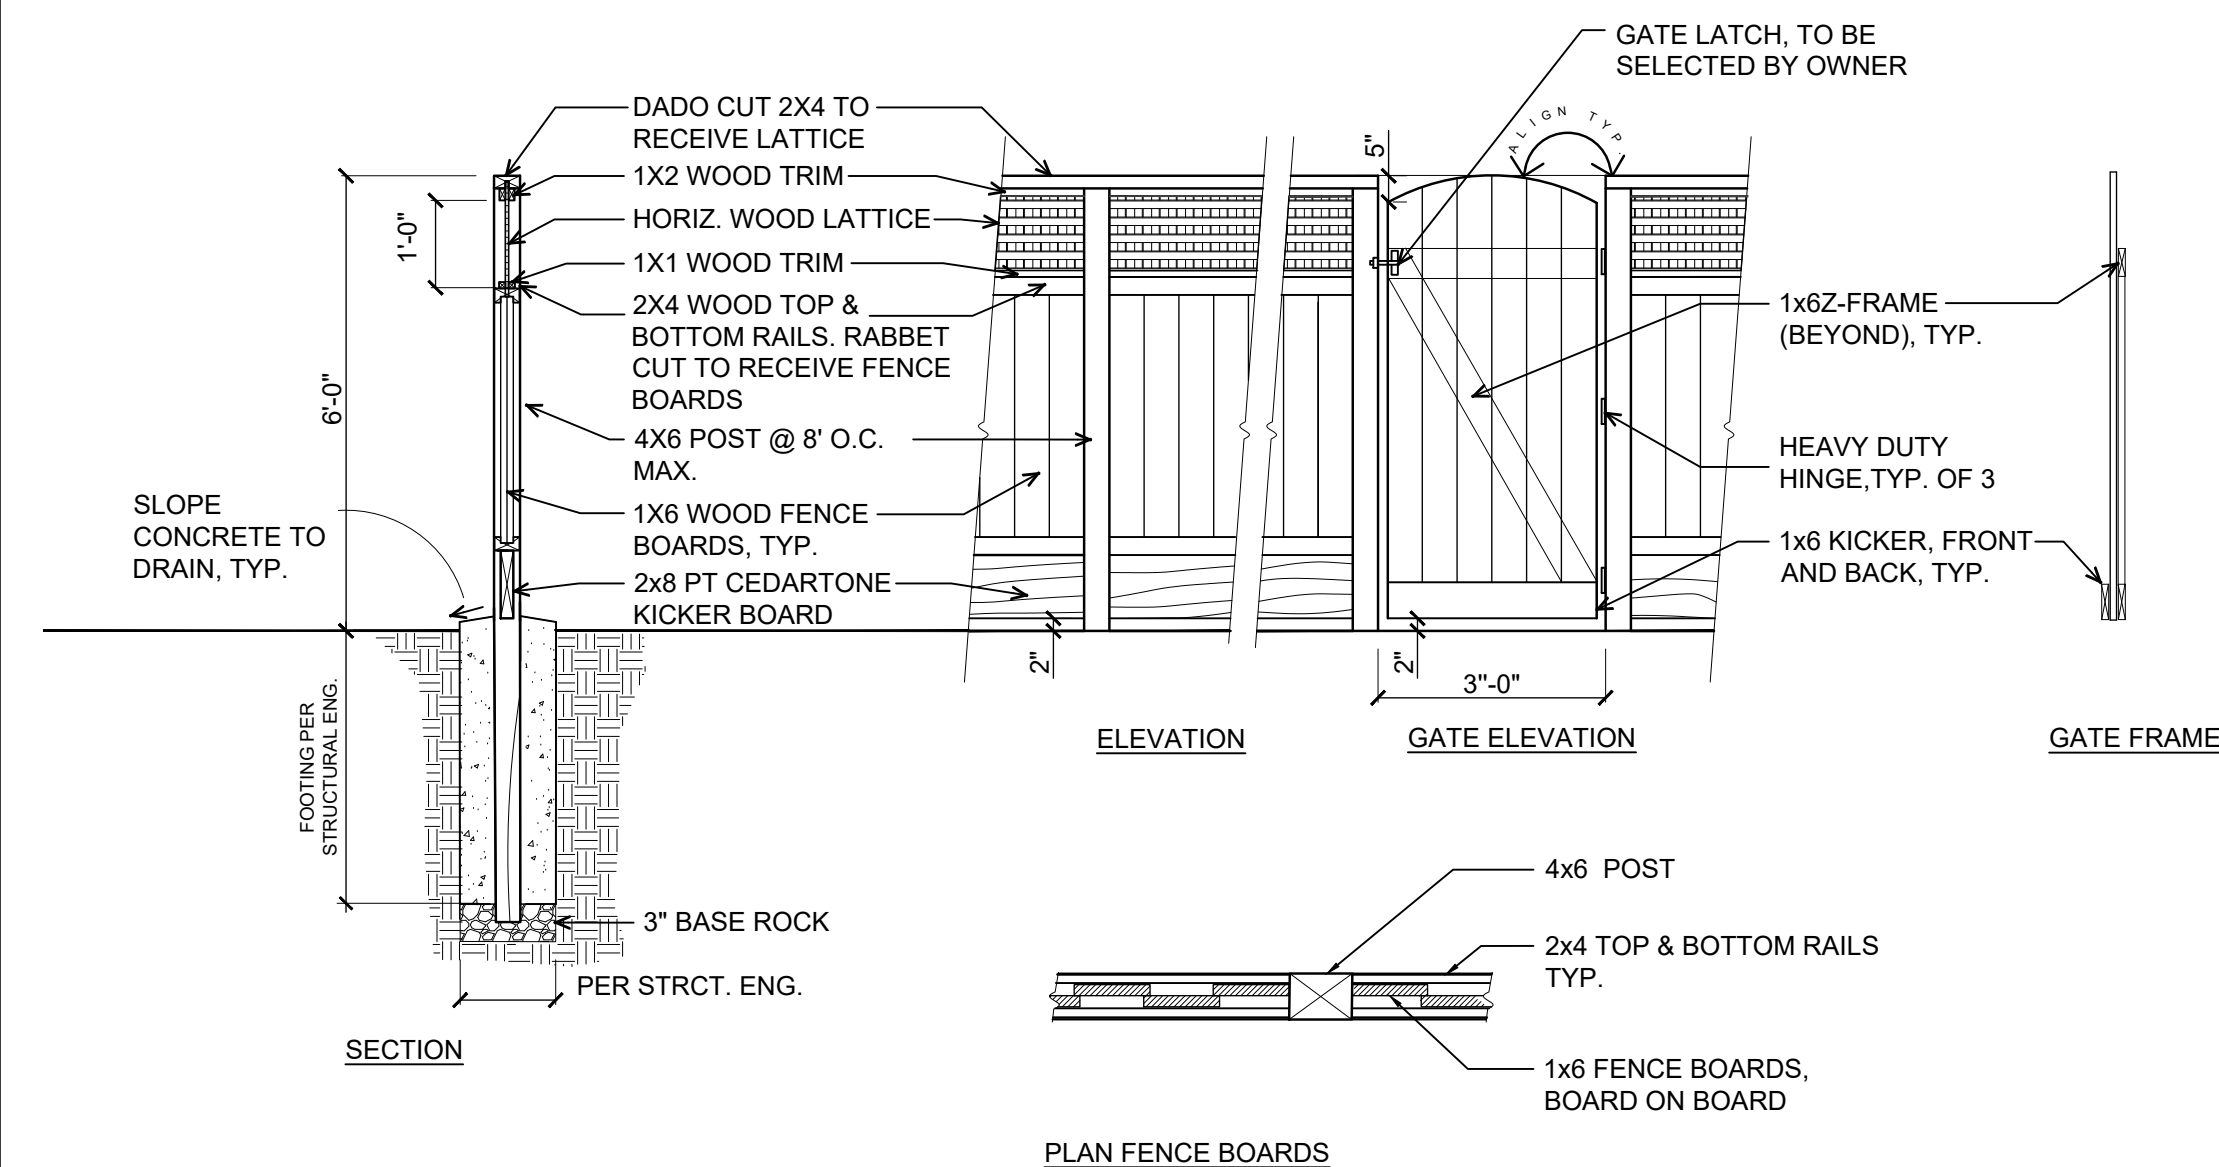 GATE LATCH, TO BE
SELECTED BY OWNER
DADO CUT 2X4 TO
RECEIVE LATTICE
1X2 WOOD TRIM
HORIZ. WOOD LATTICE
1X1 WOOD TRIM
2X4 WOOD TOP &
BOTTOM RAILS. RABBET
CUT TO RECEIVE FENCE
BOARDS
4X6 POST @ 8' O.C.
MAX.
1X6 WOOD FENCE
BOARDS, TYP.
2x8 PT CEDARTONE
KICKER BOARD
1'-0"
6'-0"
SLOPE
CONCRETE TO
DRAIN, TYP.
FOOTING PER
STRUCTURAL ENG.
3" BASE ROCK
PER STRCT. ENG.
SECTION
5"
ALIGN TYP.
1x6Z-FRAME
(BEYOND), TYP.
HEAVY DUTY
HINGE,TYP. OF 3
1x6 KICKER, FRONT
AND BACK, TYP.
2"
2"
3"-0"
ELEVATION
GATE ELEVATION
GATE FRAME
4x6 POST
2x4 TOP & BOTTOM RAILS
TYP.
1x6 FENCE BOARDS,
BOARD ON BOARD
PLAN FENCE BOARDS